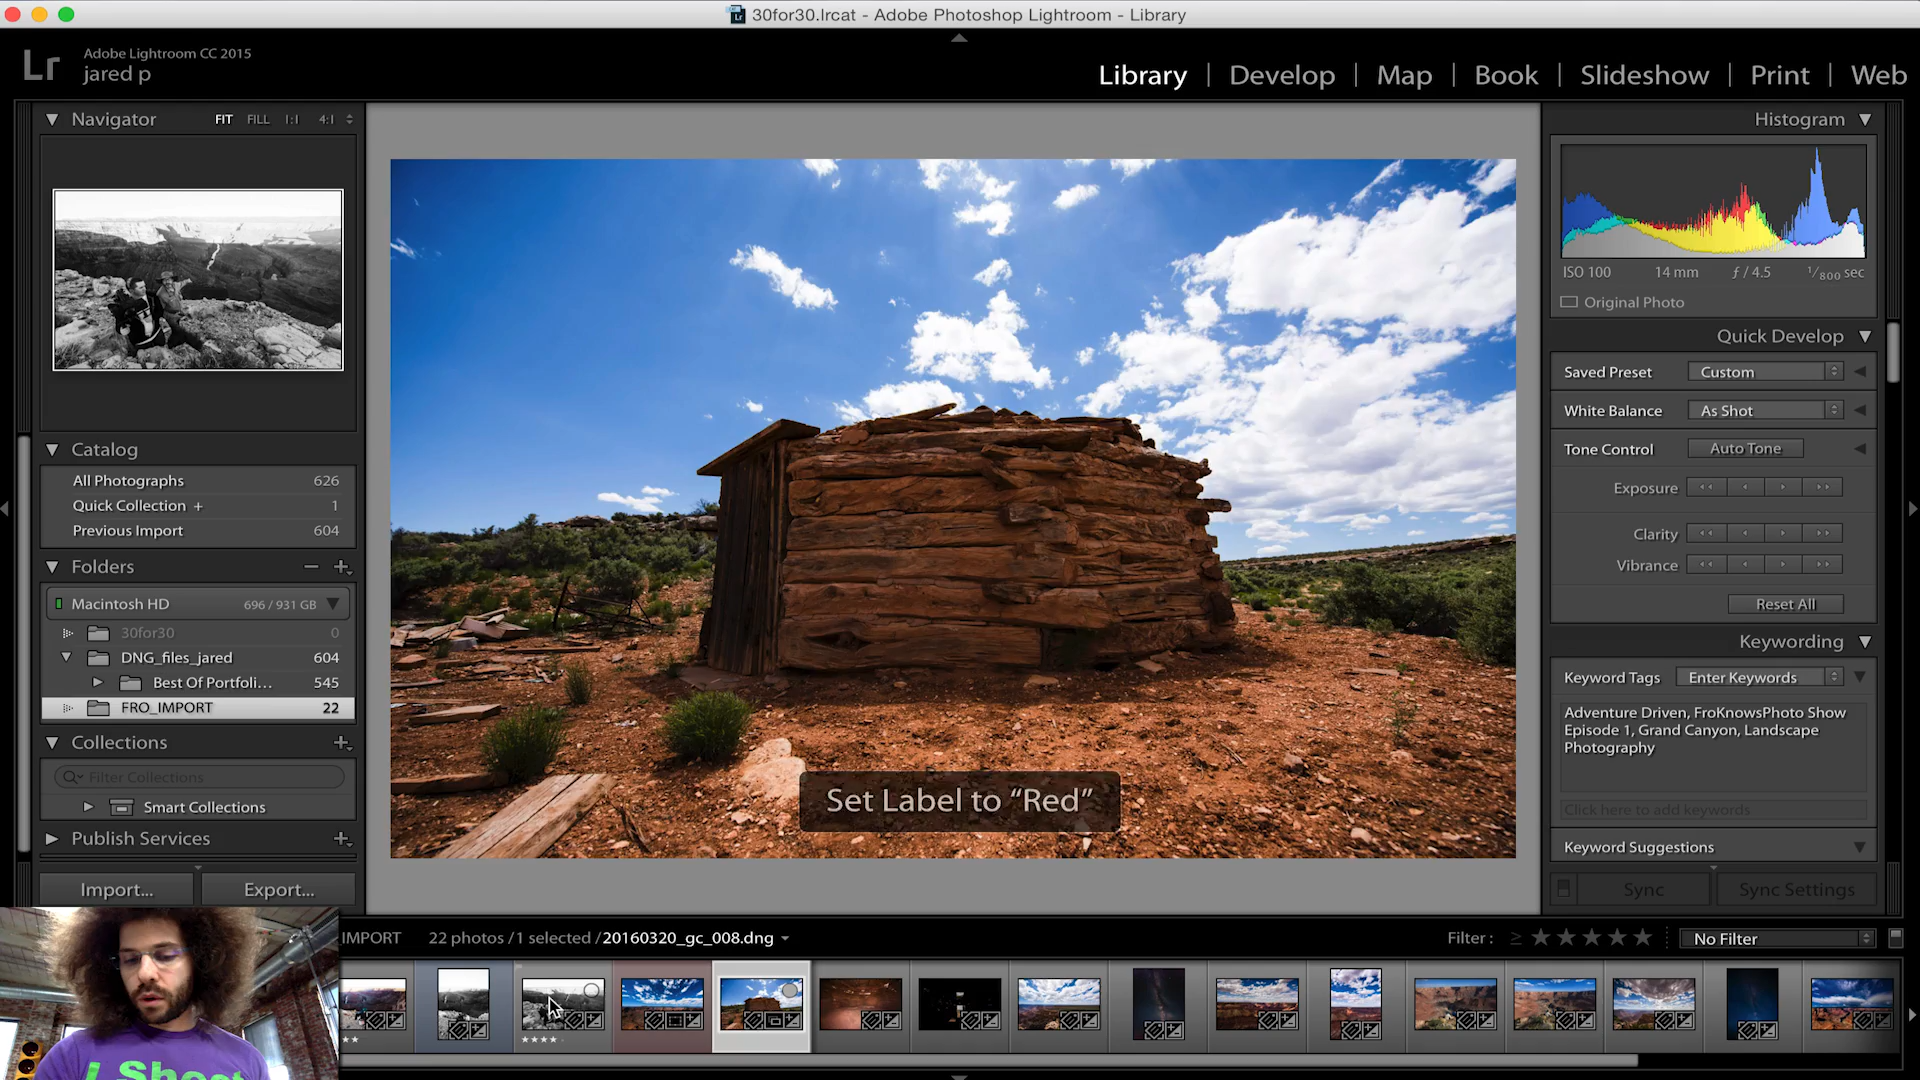 30for30.lrcat - Adobe Photoshop Lightroom - Library
Lr
Adobe Lightroom CC 2015
jared p
Library | Develop | Map | Book | Slideshow | Print | Web
Navigator FIT FILL 1:1 4:1
Catalog
All Photographs 626
Quick Collection + 1
Previous Import 604
Folders
Macintosh HD 696 / 931 GB
30for30 0
DNG_files_jared 604
Best Of Portfoli... 545
FRO_IMPORT 22
Collections
Filter Collections
Smart Collections
Publish Services
Import... Export...
Set Label to “Red”
Histogram
ISO 100 14 mm ƒ / 4.5 1/800 sec
Original Photo
Quick Develop
Saved Preset Custom
White Balance As Shot
Tone Control Auto Tone
Exposure
Clarity
Vibrance
Reset All
Keywording
Keyword Tags Enter Keywords
Adventure Driven, FroKnowsPhoto Show
Episode 1, Grand Canyon, Landscape
Photography
Click here to add keywords
Keyword Suggestions
Sync Sync Settings
IMPORT 22 photos / 1 selected / 20160320_gc_008.dng
Filter : ≥ ★★★★★ No Filter
I Shoot